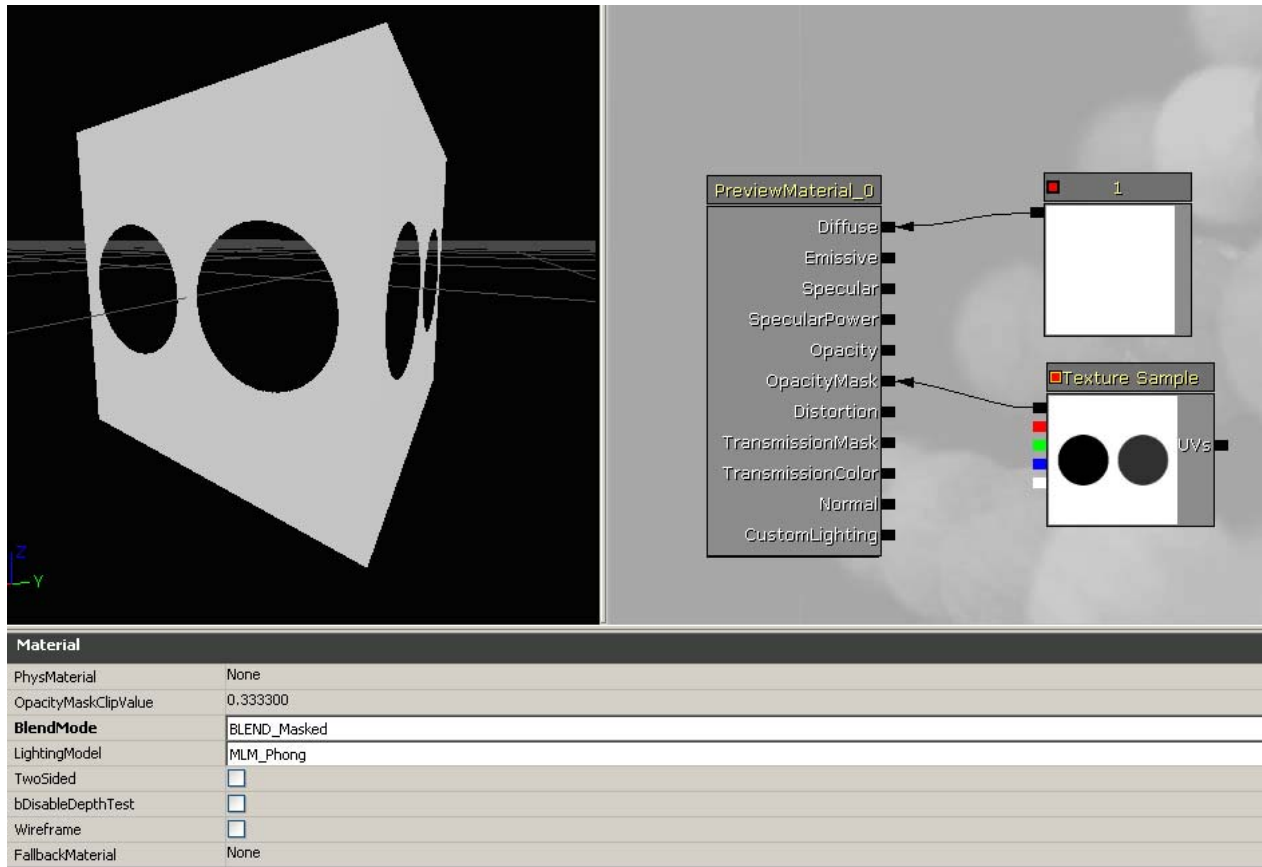 PreviewMaterial_0
Diffuse
Emissive
Specular
SpecularPower
Opacity
OpacityMask
Distortion
TransmissionMask
TransmissionColor
Normal
CustomLighting
1
Texture Sample
UVs
Z
Y
Material
PhysMaterial None
OpacityMaskClipValue 0.333300
BlendMode BLEND_Masked
LightingModel MLM_Phong
TwoSided
bDisableDepthTest
Wireframe
FallbackMaterial None